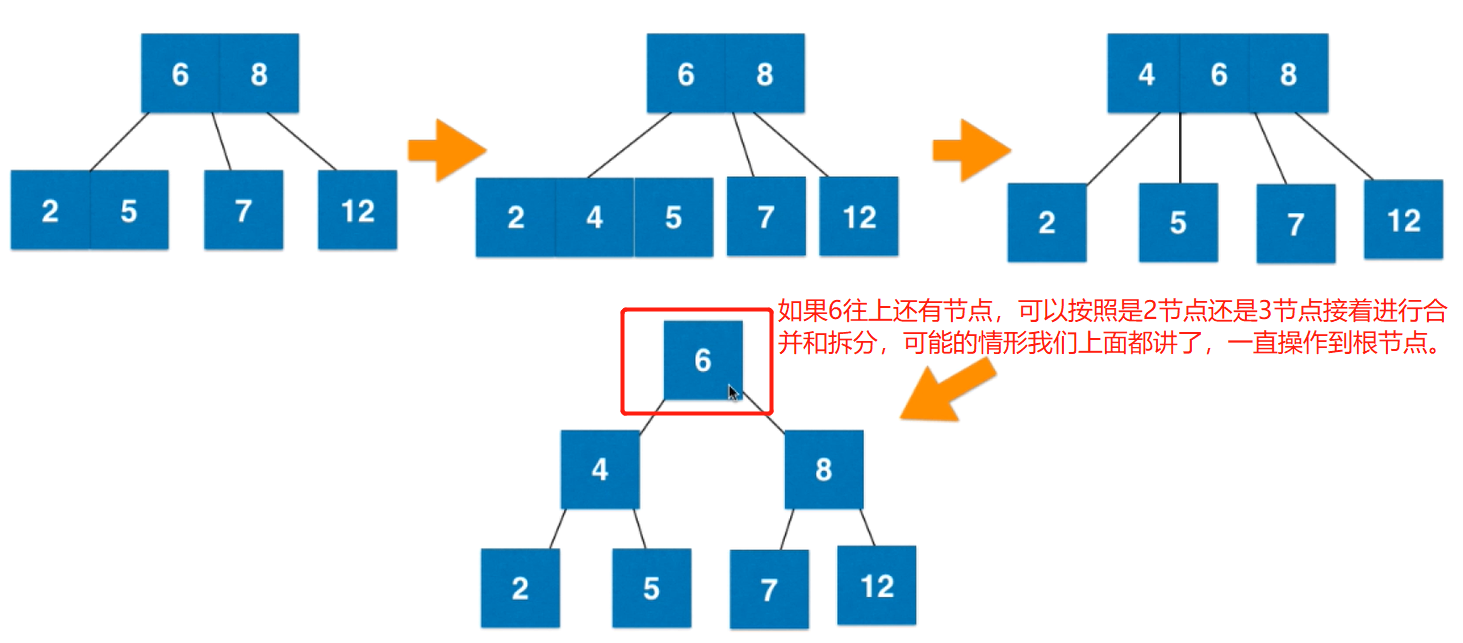 6 8
6 8
4 6 8
2 5 7 12
2 4 5 7 12
2 5 7 12
如果6往上还有节点，可以按照是2节点还是3节点接着进行合
并和拆分，可能的情形我们上面都讲了，一直操作到根节点。
6
4 8
2 5 7 12